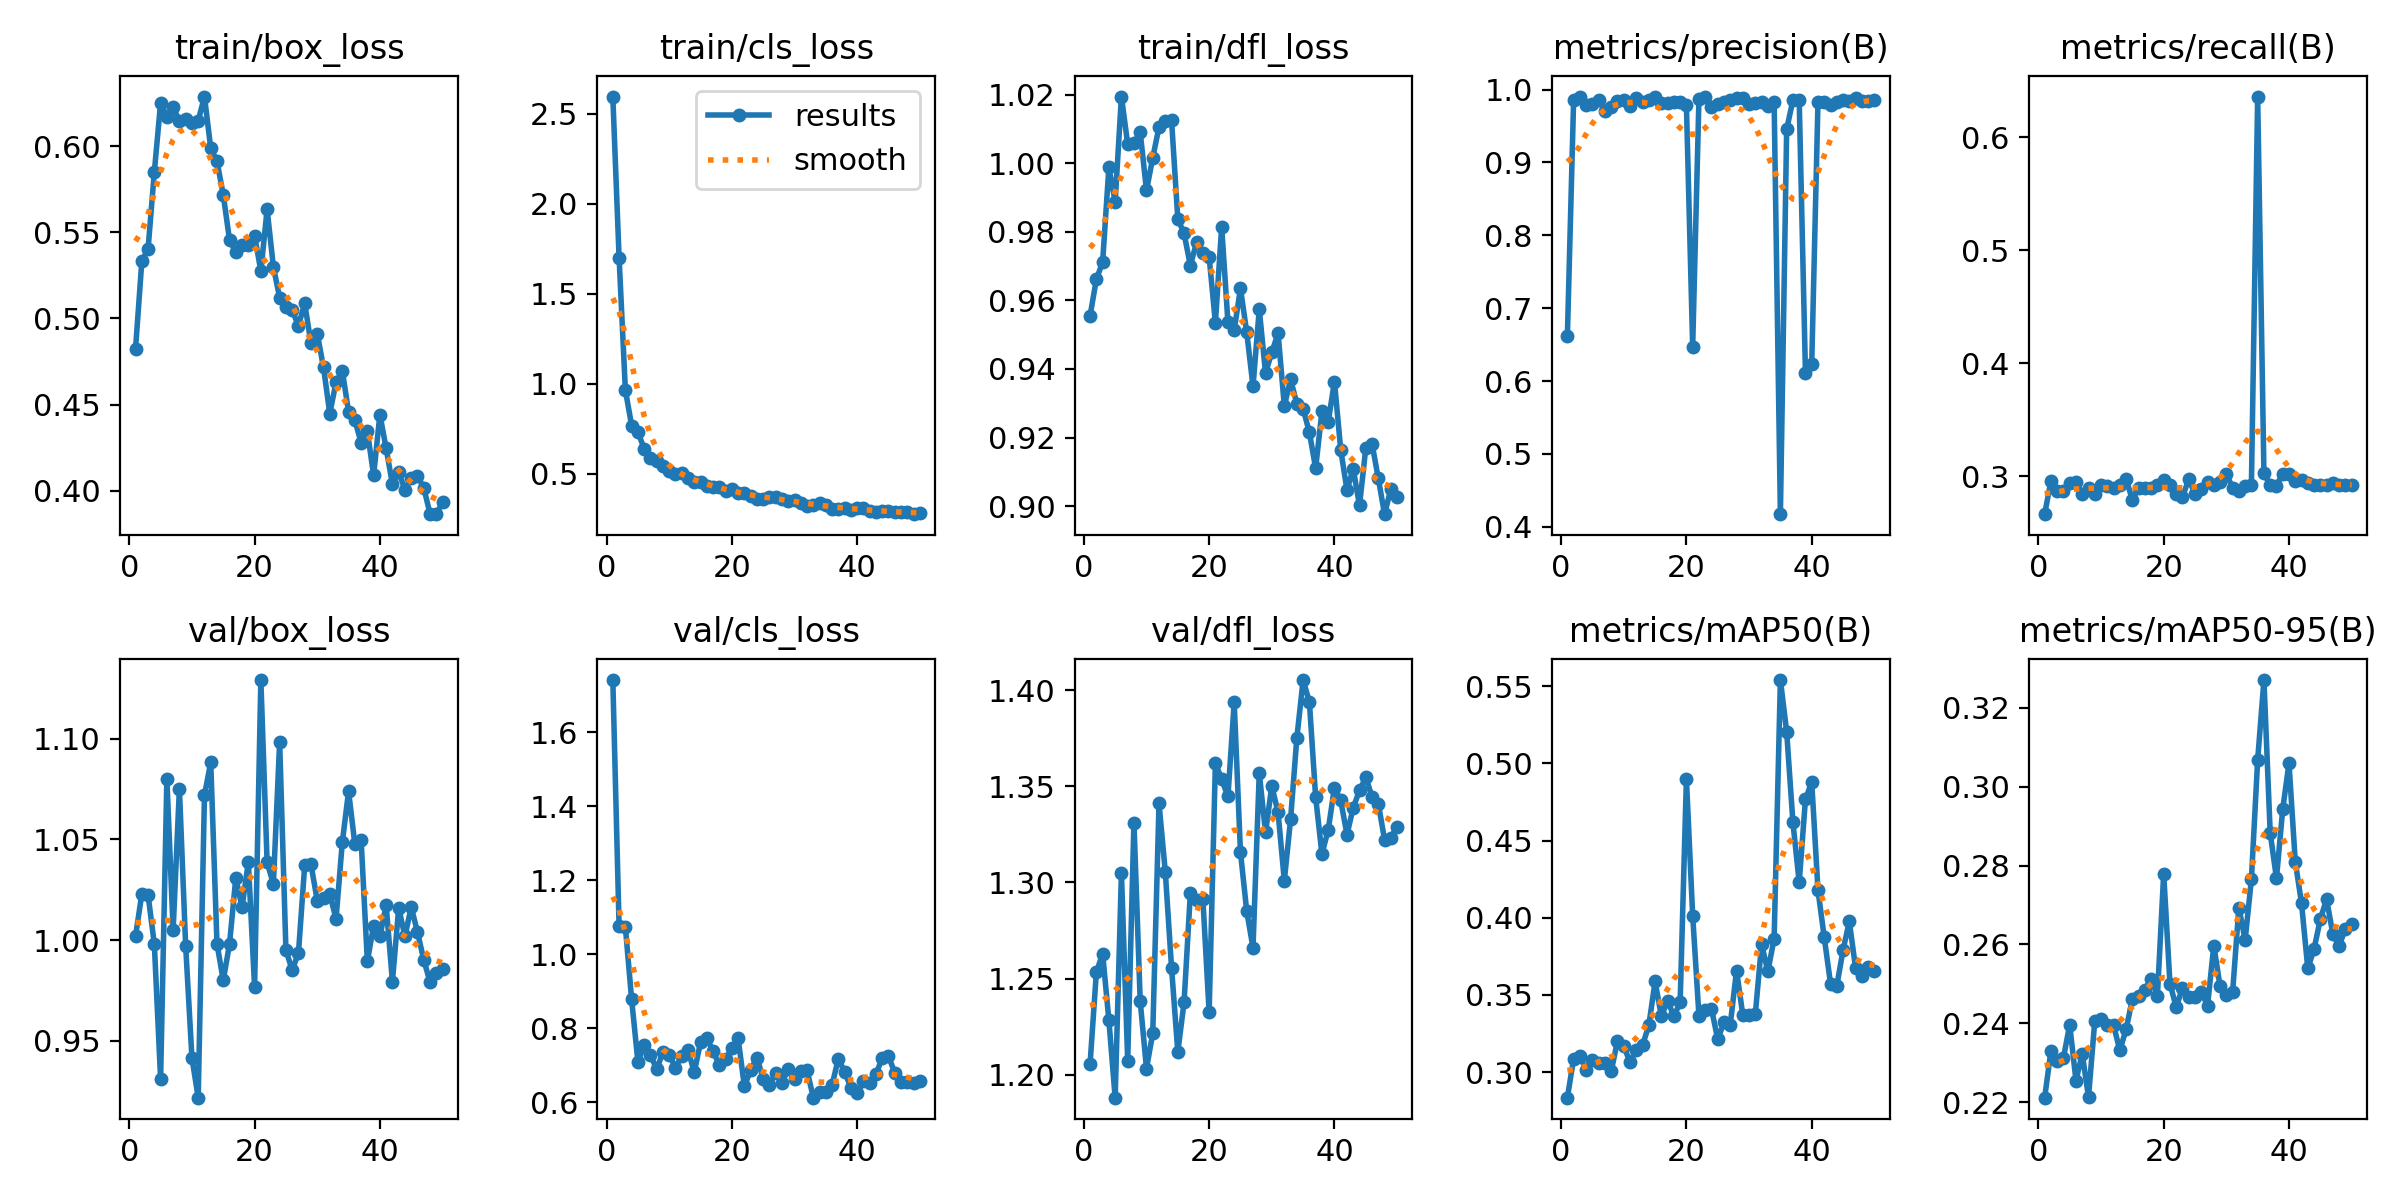 train/box_loss
0.60
0.55
0.50
0.45
0.40
0 20 40
train/cls_loss
results
smooth
2.5
2.0
1.5
1.0
0.5
0 20 40
train/dfl_loss
1.02
1.00
0.98
0.96
0.94
0.92
0.90
0 20 40
metrics/precision(B)
1.0
0.9
0.8
0.7
0.6
0.5
0.4
0 20 40
metrics/recall(B)
0.6
0.5
0.4
0.3
0 20 40
val/box_loss
1.10
1.05
1.00
0.95
0 20 40
val/cls_loss
1.6
1.4
1.2
1.0
0.8
0.6
0 20 40
val/dfl_loss
1.40
1.35
1.30
1.25
1.20
0 20 40
metrics/mAP50(B)
0.55
0.50
0.45
0.40
0.35
0.30
0 20 40
metrics/mAP50-95(B)
0.32
0.30
0.28
0.26
0.24
0.22
0 20 40